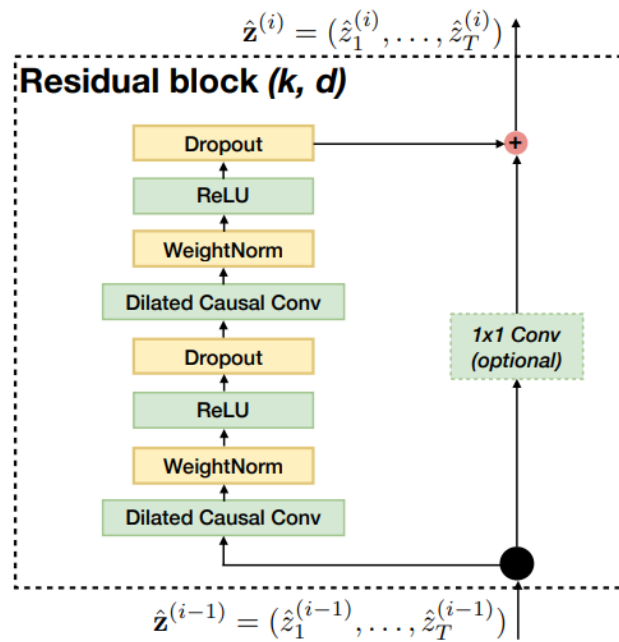 ẑ^(i) = (ẑ_1^(i), . . . , ẑ_T^(i))
Residual block (k, d)
Dropout
+
ReLU
WeightNorm
Dilated Causal Conv
1x1 Conv
(optional)
Dropout
ReLU
WeightNorm
Dilated Causal Conv
ẑ^(i−1) = (ẑ_1^(i−1), . . . , ẑ_T^(i−1))